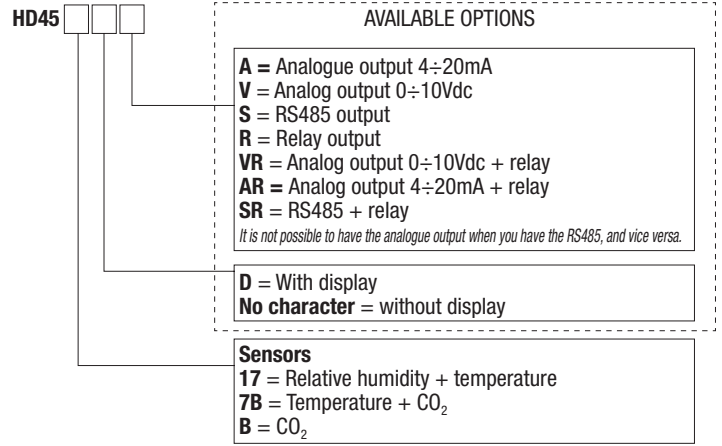 HD45
AVAILABLE OPTIONS
A = Analogue output 4÷20mA
V = Analog output 0÷10Vdc
S = RS485 output
R = Relay output
VR = Analog output 0÷10Vdc + relay
AR = Analog output 4÷20mA + relay
SR = RS485 + relay
It is not possible to have the analogue output when you have the RS485, and vice versa.
D = With display
No character = without display
Sensors
17 = Relative humidity + temperature
7B = Temperature + CO₂
B = CO₂